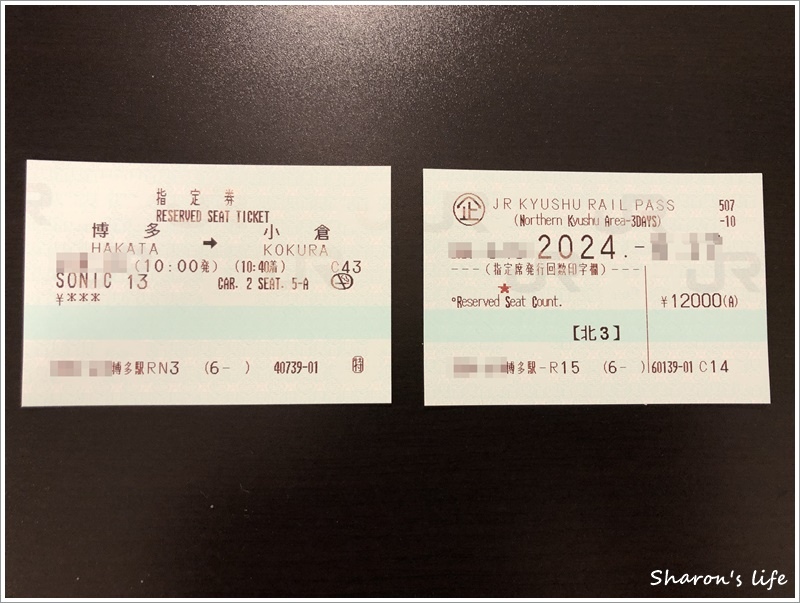 指定券
RESERVED SEAT TICKET
博多 小倉
HAKATA → KOKURA
(10:00発) (10:40着) C43
SONIC 13 CAR. 2 SEAT. 5-A
¥***
博多駅RN3 (6- ) 40739-01 特
企 JR KYUSHU RAIL PASS 507
(Northern Kyushu Area-3DAYS) -10
2024.-
---(指定席発行回数印字欄)---
★
°Reserved Seat Count. ¥12000(A)
【北3】
博多駅-R15 (6- ) 60139-01 C14
Sharon's life